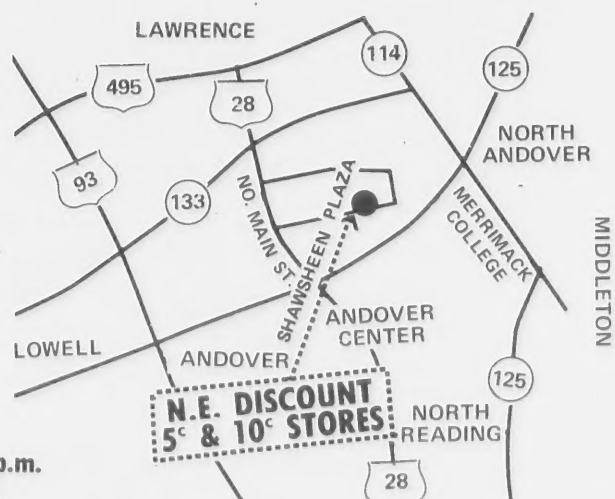 LAWRENCE
114
125
495
28
NORTH
ANDOVER
93
133
NO. MAIN ST.
SHAWSHEEN PLAZA
MERRIMACK
COLLEGE
MIDDLETON
ANDOVER
CENTER
LOWELL
ANDOVER
125
N.E. DISCOUNT
5¢ & 10¢ STORES
NORTH
READING
p.m.
28